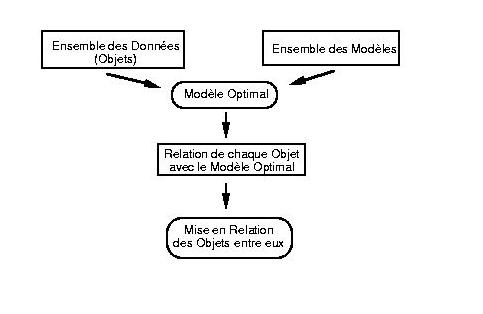 Ensemble des Données
(Objets)
Ensemble des Modèles
Modèle Optimal
Relation de chaque Objet
avec le Modèle Optimal
Mise en Relation
des Objets entre eux